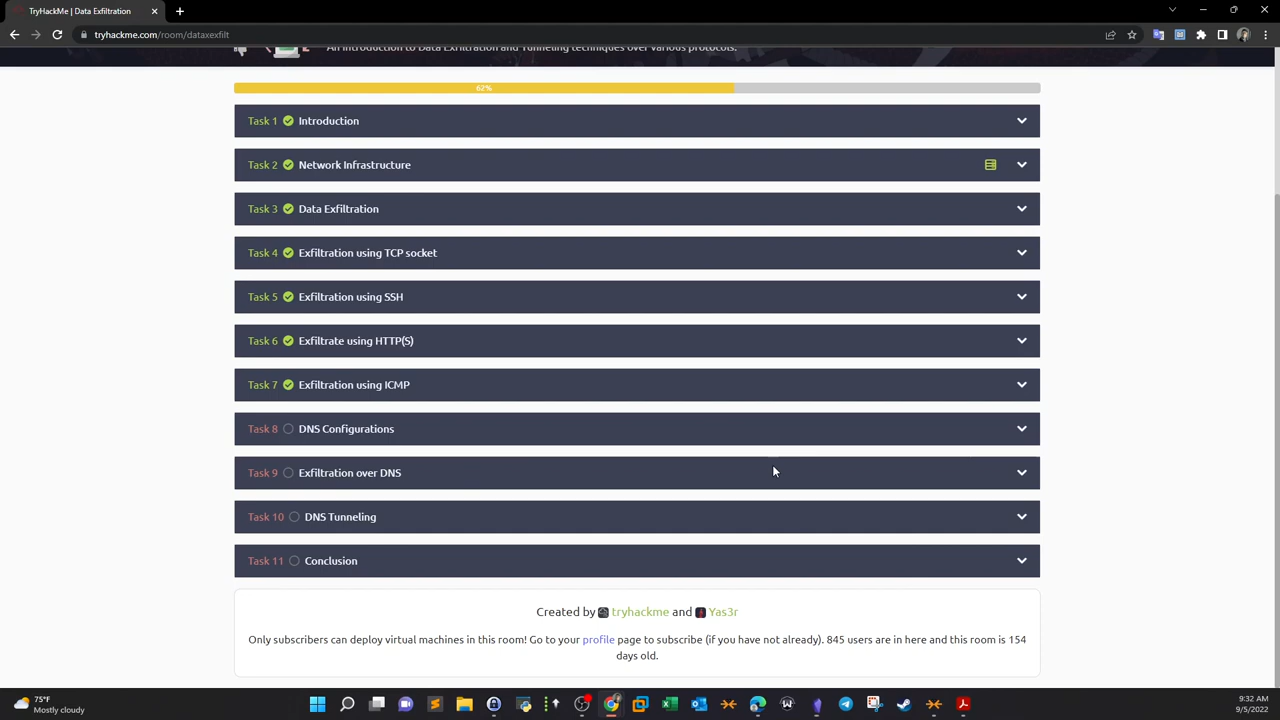 TryHackMe | Data Exfiltration
tryhackme.com/room/dataxexfilt
An introduction to Data Exfiltration and Tunneling techniques over various protocols.
62%
Task 1 Introduction
Task 2 Network Infrastructure
Task 3 Data Exfiltration
Task 4 Exfiltration using TCP socket
Task 5 Exfiltration using SSH
Task 6 Exfiltrate using HTTP(S)
Task 7 Exfiltration using ICMP
Task 8 DNS Configurations
Task 9 Exfiltration over DNS
Task 10 DNS Tunneling
Task 11 Conclusion
Created by tryhackme and Yas3r
Only subscribers can deploy virtual machines in this room! Go to your profile page to subscribe (if you have not already). 845 users are in here and this room is 154
days old.
75°F
Mostly cloudy
9:32 AM
9/5/2022